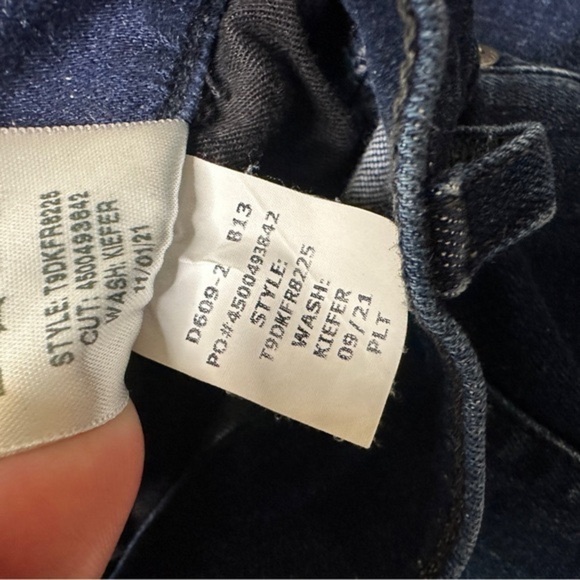 STYLE: T9DKFR8225
CUT: 4500493842
WASH: KIEFER
11/01/21
D609-2 B13
PO#4500493842
STYLE:
T9DKFR8225
WASH:
KIEFER
09/21
PLT